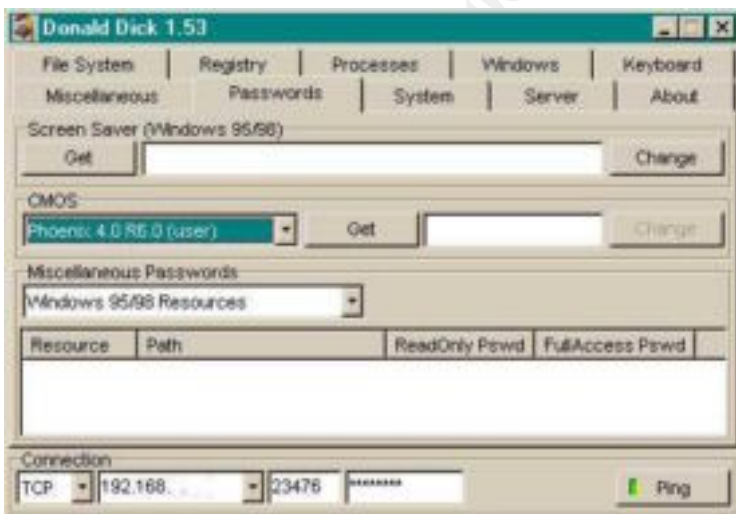 Donald Dick 1.53
File System Registry Processes Windows Keyboard
Miscellaneous Passwords System Server About
Screen Saver (Windows 95/98)
Get Change
CMOS
Phoenix 4.0 R6.0 (user) Get Change
Miscellaneous Passwords
Windows 95/98 Resources
Resource Path ReadOnly Pswd FullAccess Pswd
Connection
TCP 192.168. 23476 ******** Ping